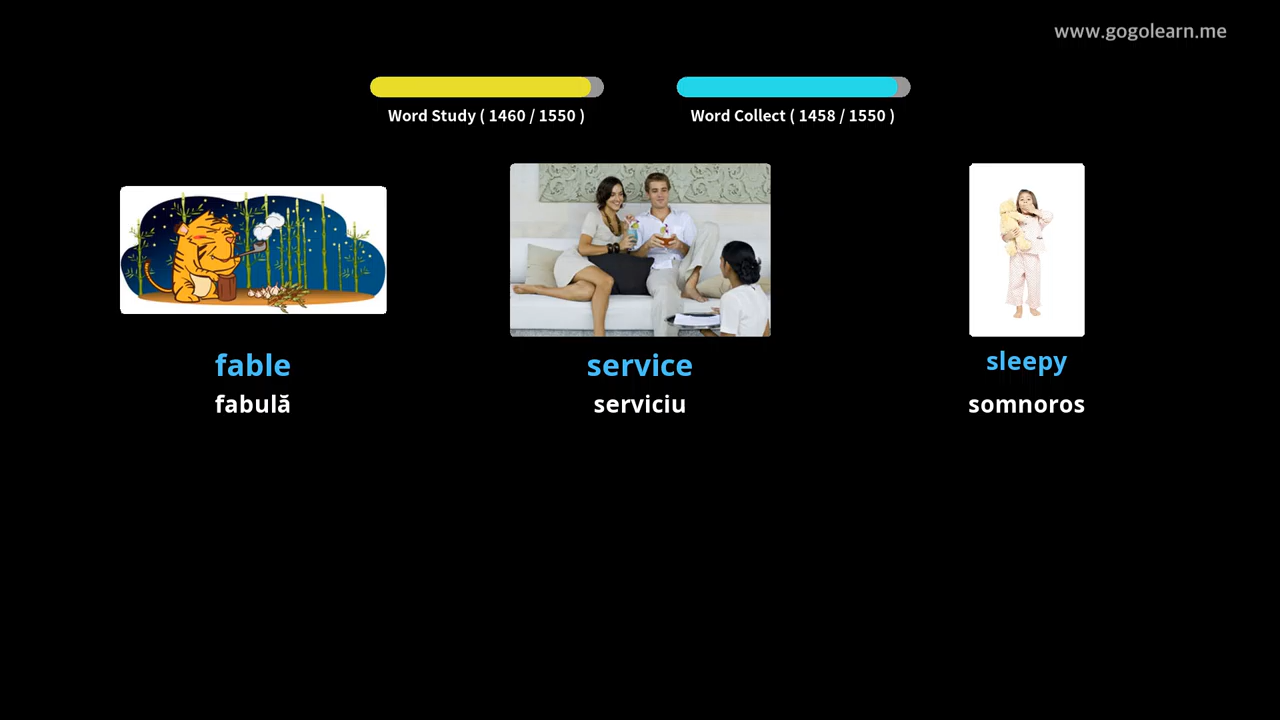 www.gogolearn.me
Word Study ( 1460 / 1550 )
Word Collect ( 1458 / 1550 )
fable
service
sleepy
fabulă
serviciu
somnoros